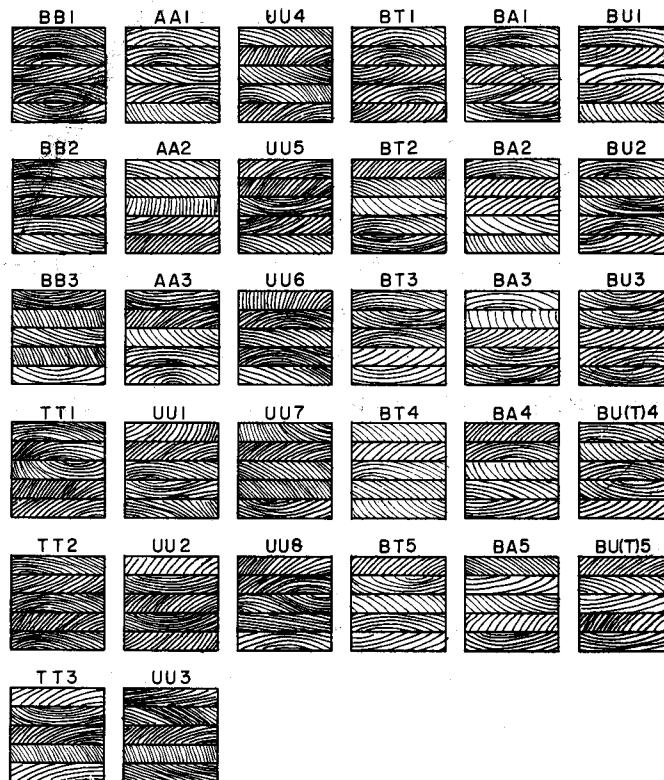 BB1 AA1 UU4 BT1 BA1 BU1
BB2 AA2 UU5 BT2 BA2 BU2
BB3 AA3 UU6 BT3 BA3 BU3
TT1 UU1 UU7 BT4 BA4 BU(T)4
TT2 UU2 UU8 BT5 BA5 BU(T)5
TT3 UU3